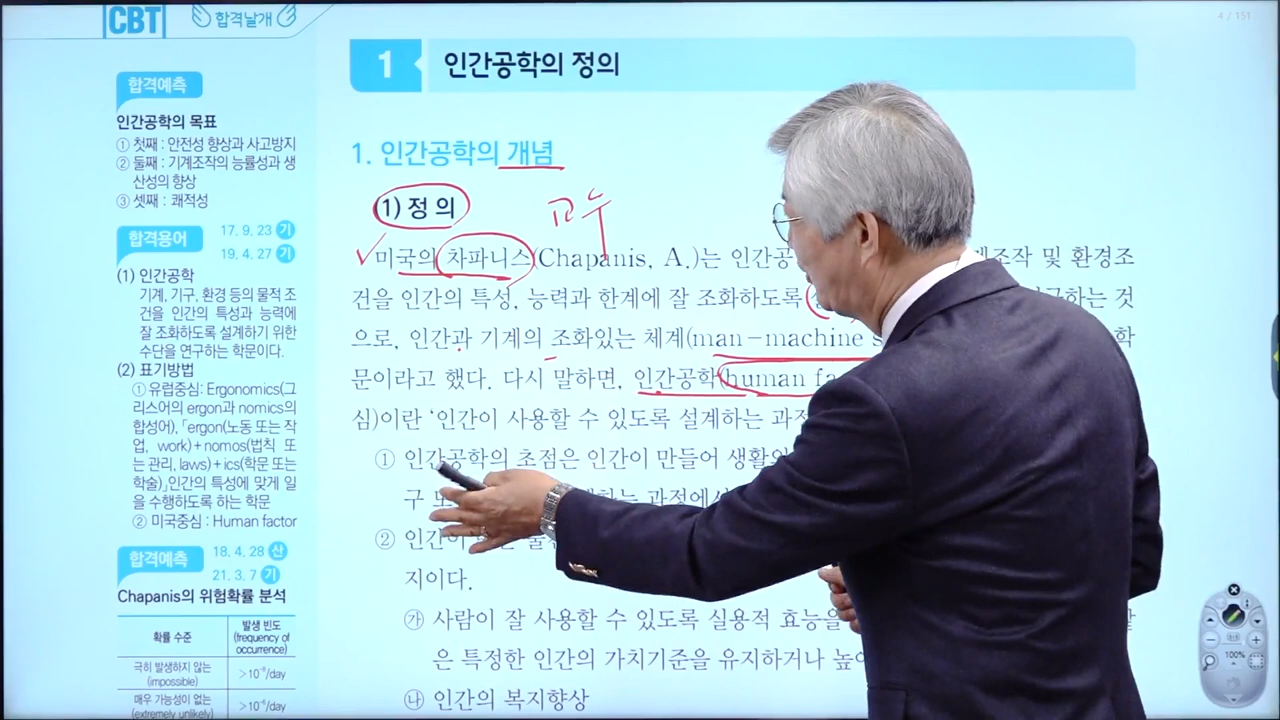 CBT 합격날개
4 / 151
합격예측
인간공학의 목표
① 첫째 : 안전성 향상과 사고방지
② 둘째 : 기계조작의 능률성과 생
산성의 향상
③ 셋째 : 쾌적성
합격용어
17. 9. 23 기
19. 4. 27 기
(1) 인간공학
기계, 기구, 환경 등의 물적 조
건을 인간의 특성과 능력에
잘 조화하도록 설계하기 위한
수단을 연구하는 학문이다.
(2) 표기방법
① 유럽중심: Ergonomics(그
리스어의 ergon과 nomics의
합성어), 「ergon(노동 또는 작
업, work)+nomos(법칙 또
는 관리, laws)+ics(학문 또는
학술)」인간의 특성에 맞게 일
을 수행하도록 하는 학문
② 미국중심 : Human factor
합격예측
18. 4. 28 산
21. 3. 7 기
Chapanis의 위험확률 분석
확률 수준
발생 빈도
(frequency of
occurrence)
극히 발생하지 않는
(impossible)
>10⁻⁸/day
매우 가능성이 없는
(extremely unlikely)
>10⁻⁶/day
1 인간공학의 정의
1. 인간공학의 개념
(1) 정 의
교수
미국의 차파니스(Chapanis, A.)는 인간공 조작 및 환경조
건을 인간의 특성, 능력과 한계에 잘 조화하도록 하는 것
으로, 인간과 기계의 조화있는 체계(man-machine s 학
문이라고 했다. 다시 말하면, 인간공학(human fa
심)이란 '인간이 사용할 수 있도록 설계하는 과정
① 인간공학의 초점은 인간이 만들어 생활의
구 하는 과정에서
② 인간이
지이다.
㉮ 사람이 잘 사용할 수 있도록 실용적 효능을
은 특정한 인간의 가치기준을 유지하거나 높이
㉯ 인간의 복지향상
100%